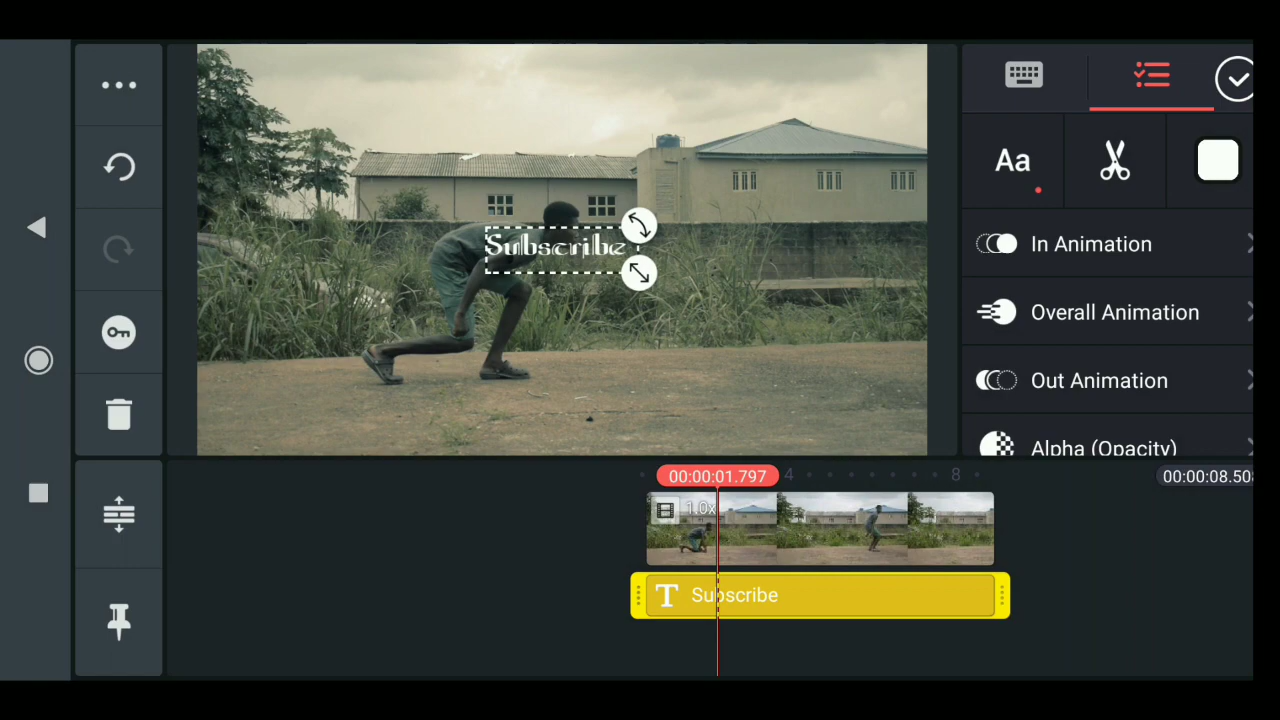 Aa
Subscribe
In Animation
Overall Animation
Out Animation
Alpha (Opacity)
00:00:01.797
4
8
00:00:08.50
1.0x
T Subscribe